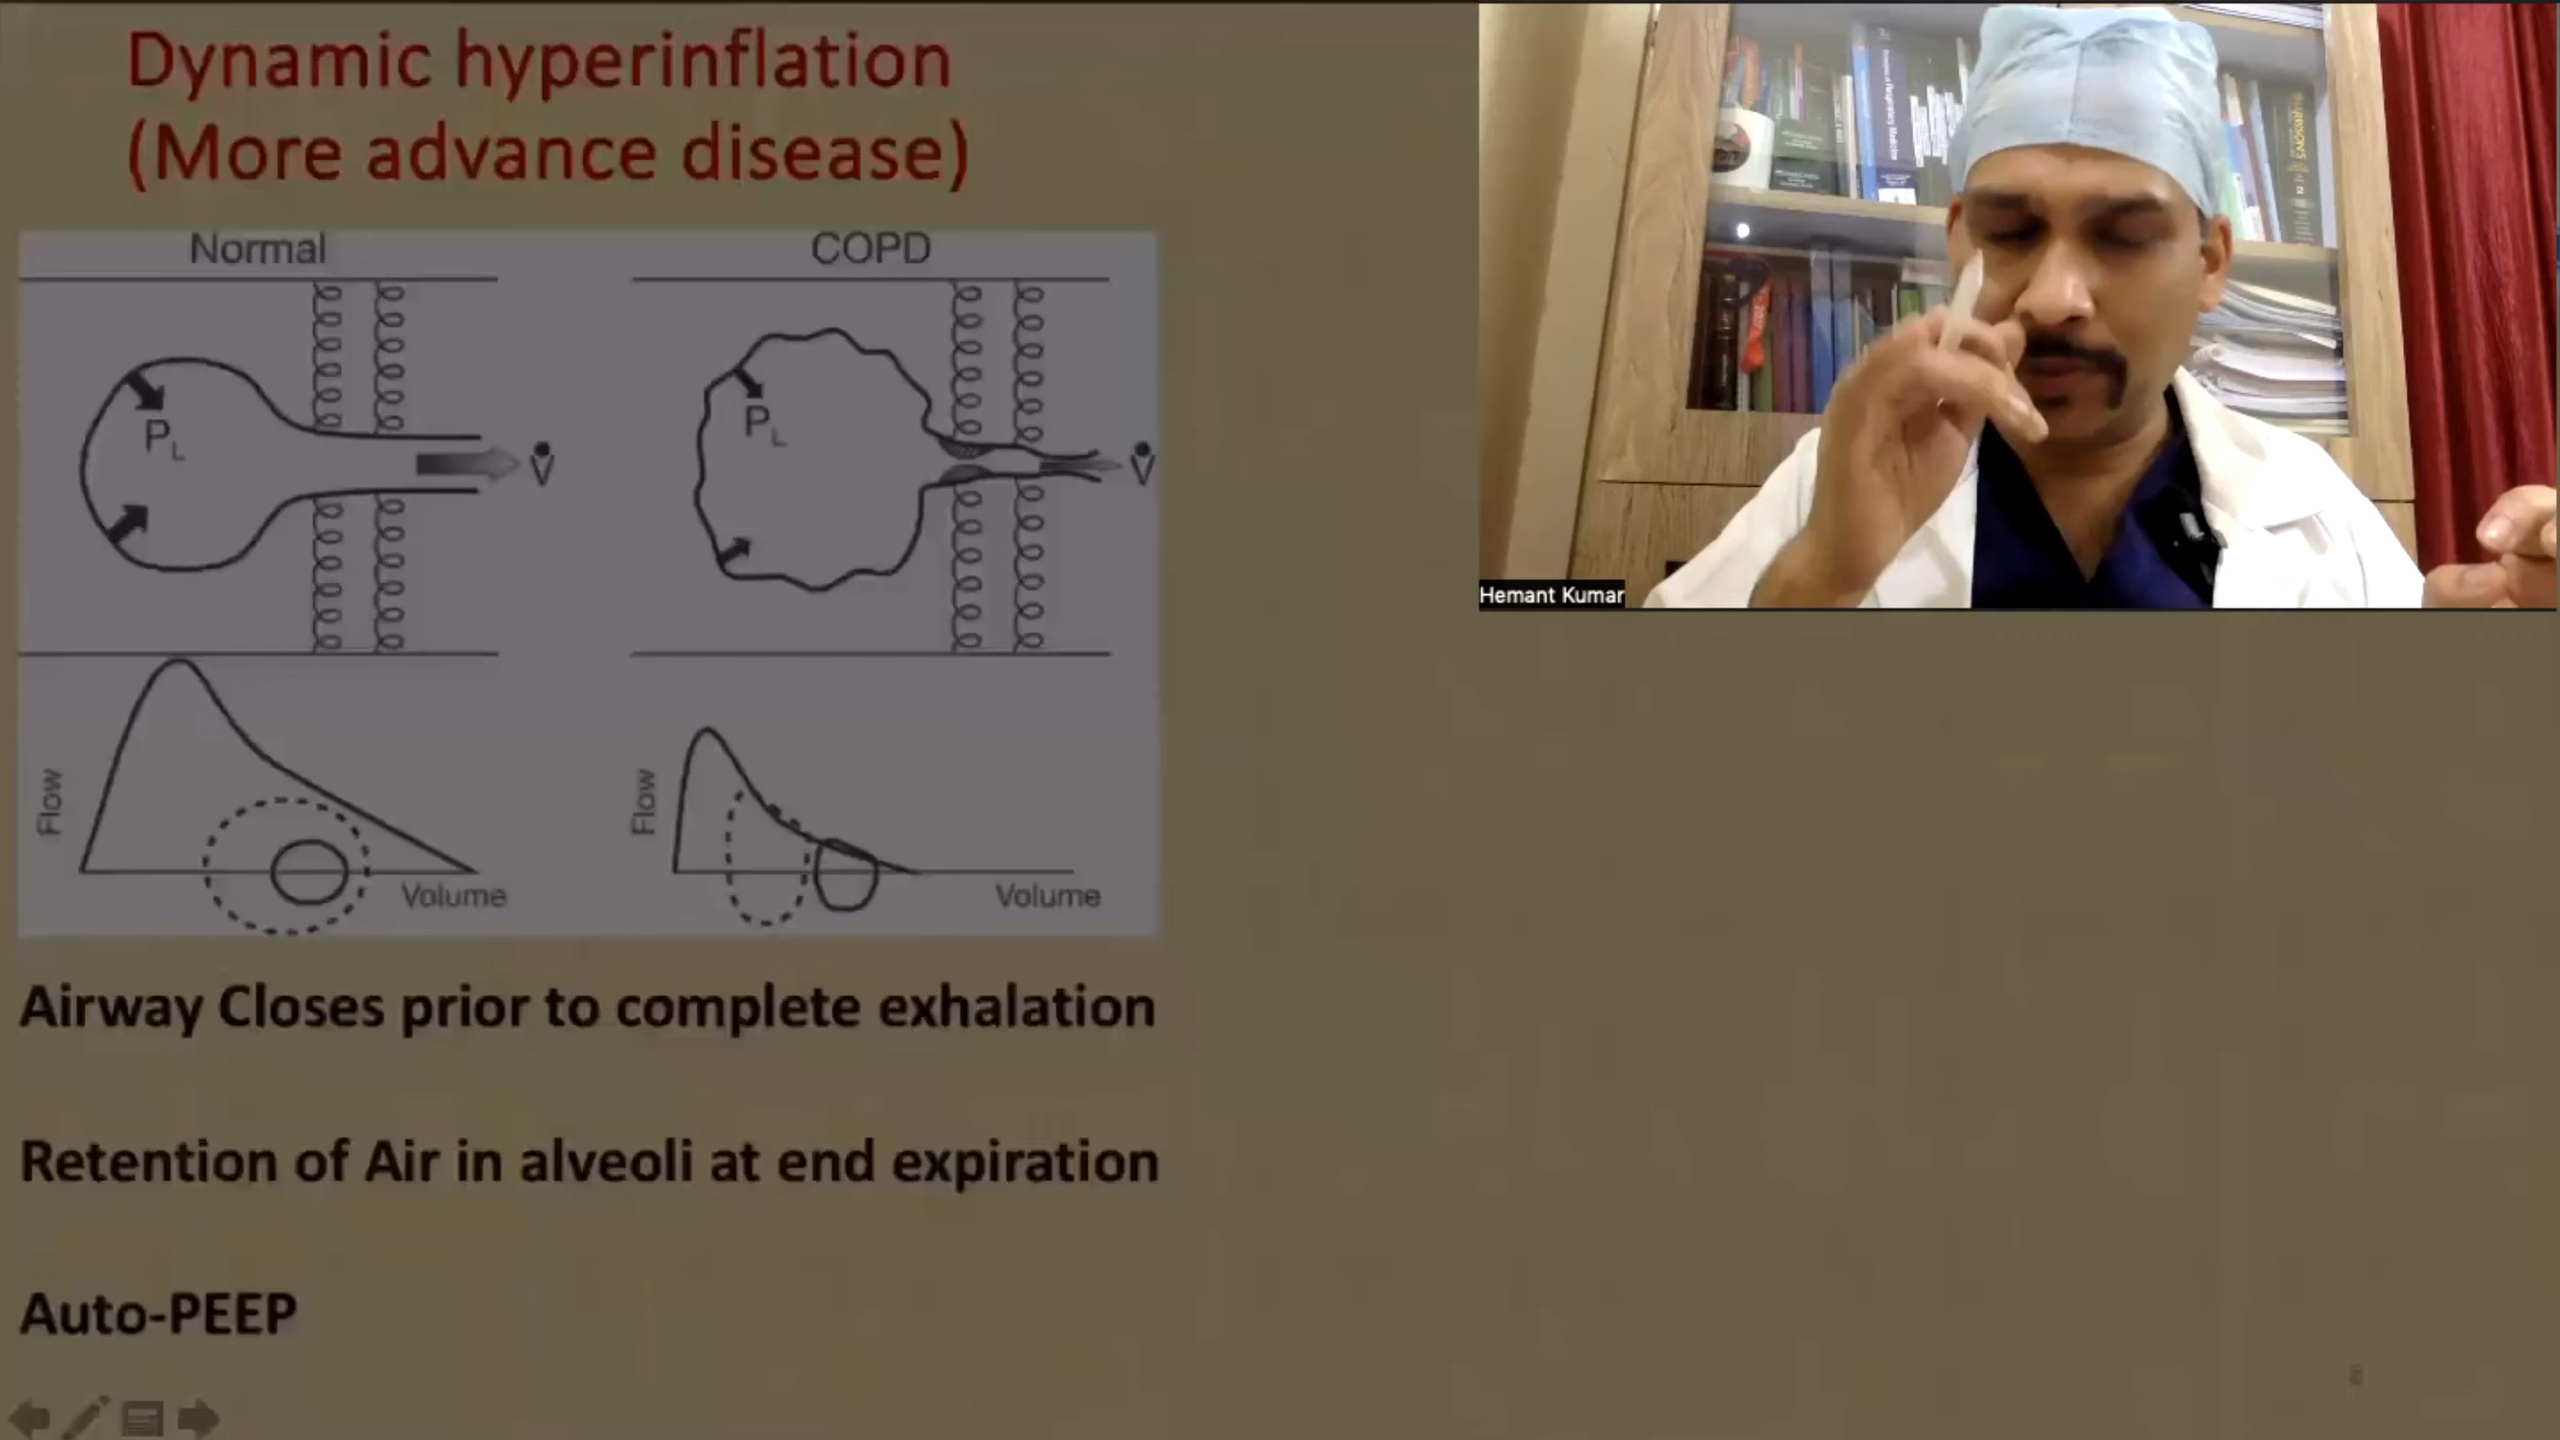 Dynamic hyperinflation
(More advance disease)
Normal
COPD
PL
V̇
PL
V̇
Flow
Volume
Flow
Volume
Airway Closes prior to complete exhalation
Retention of Air in alveoli at end expiration
Auto-PEEP
Hemant Kumar